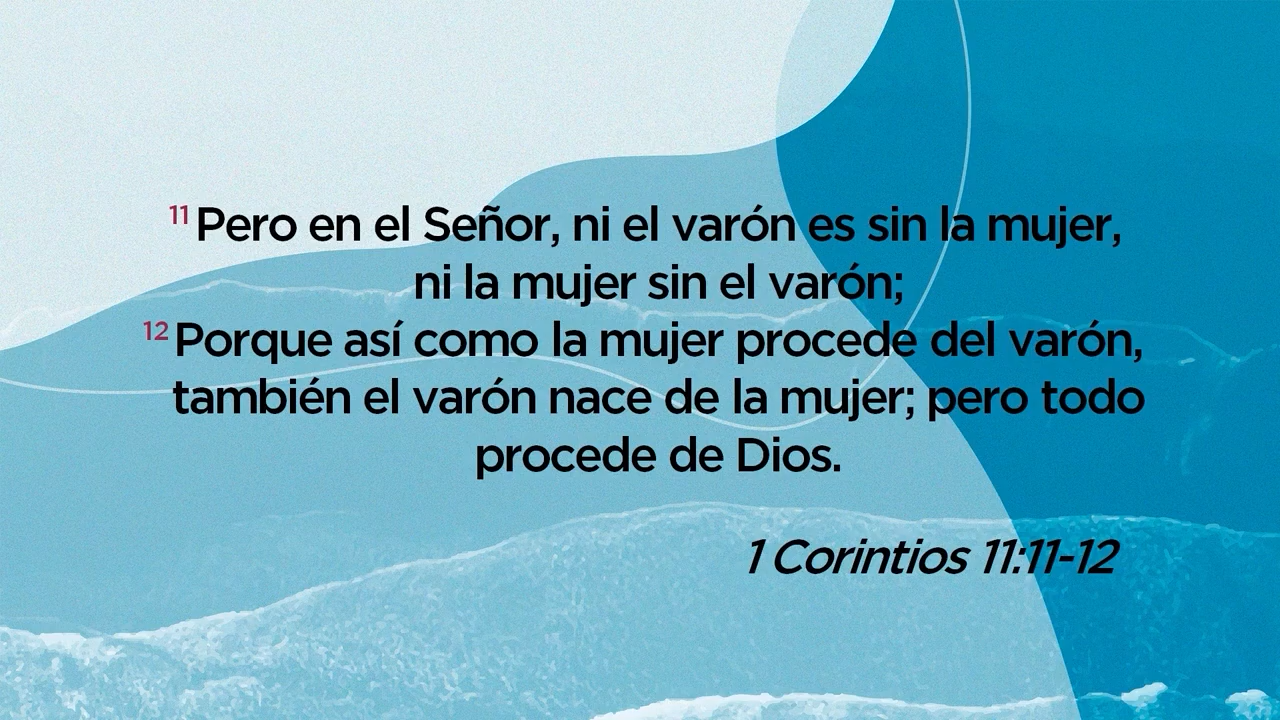 11 Pero en el Señor, ni el varón es sin la mujer,
ni la mujer sin el varón;
12 Porque así como la mujer procede del varón,
también el varón nace de la mujer; pero todo
procede de Dios.
1 Corintios 11:11-12